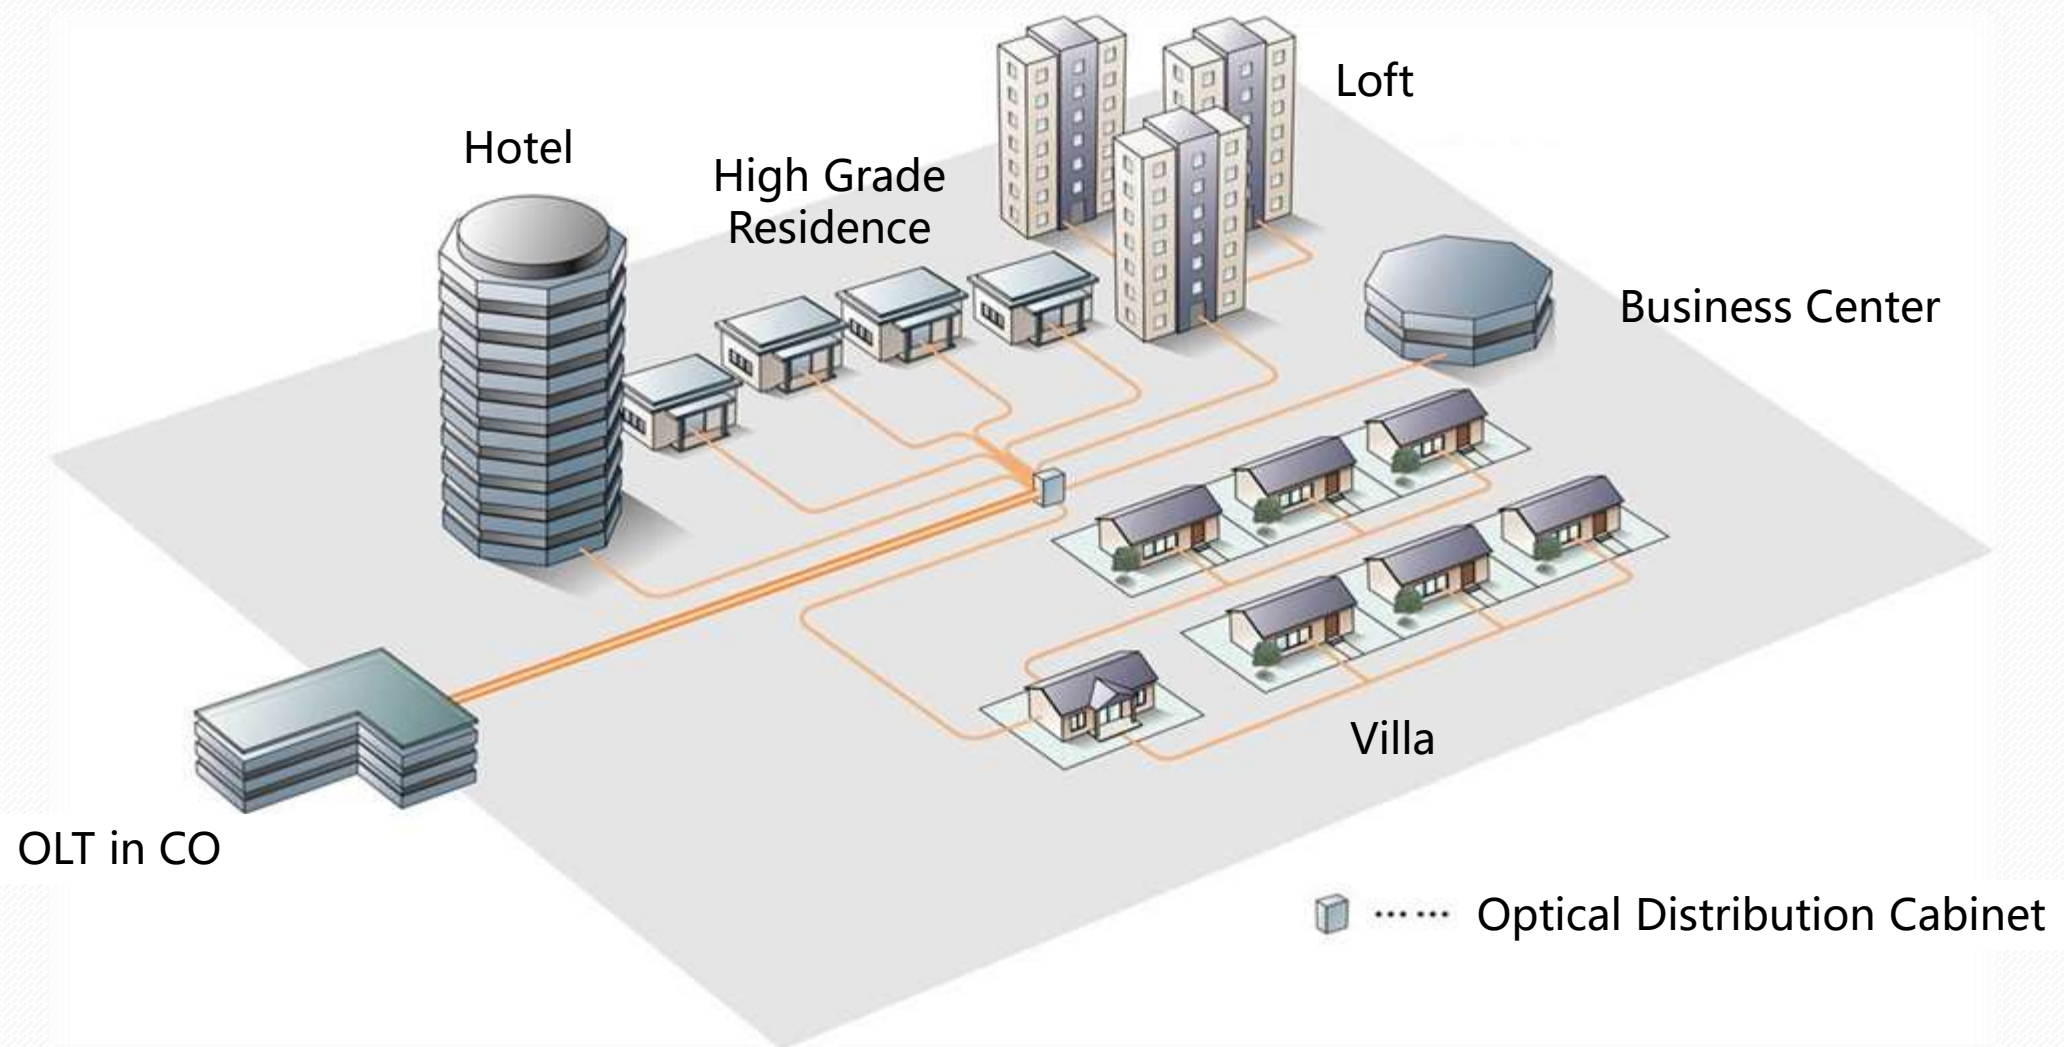 Loft
Hotel
High Grade
Residence
Business Center
Villa
OLT in CO
…… Optical Distribution Cabinet